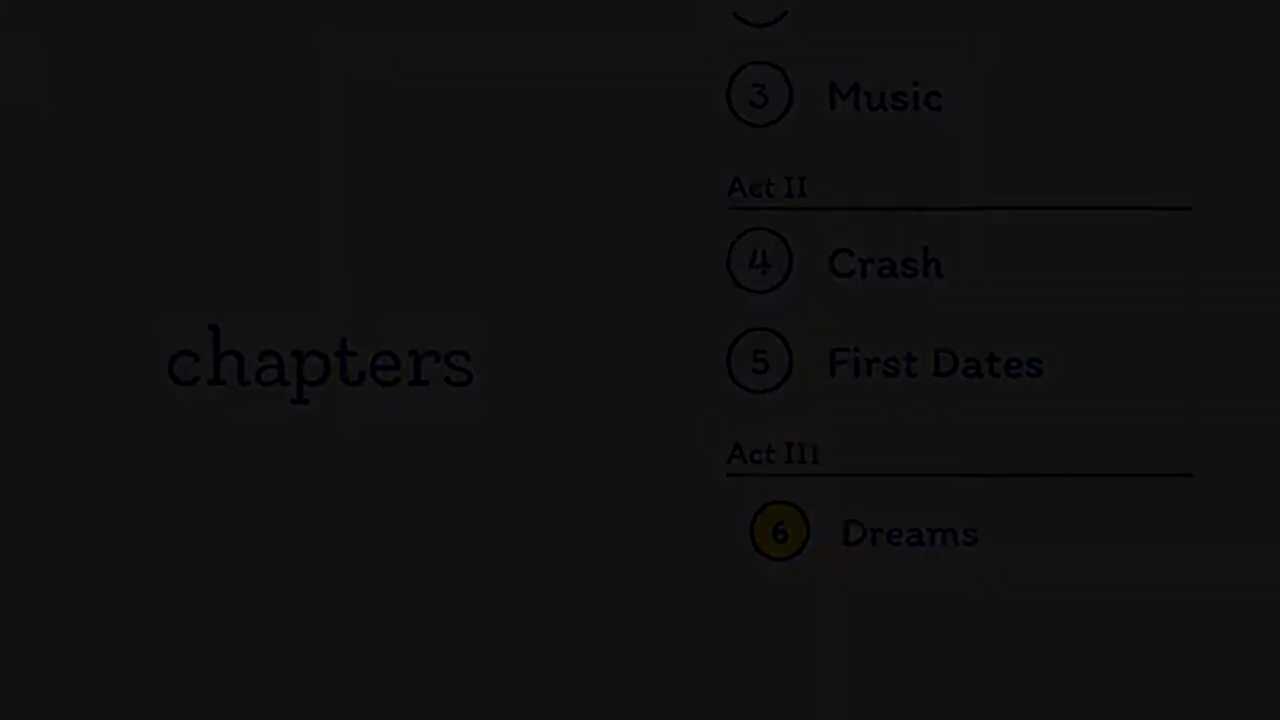 chapters
3 Music
Act II
4 Crash
5 First Dates
Act III
6 Dreams